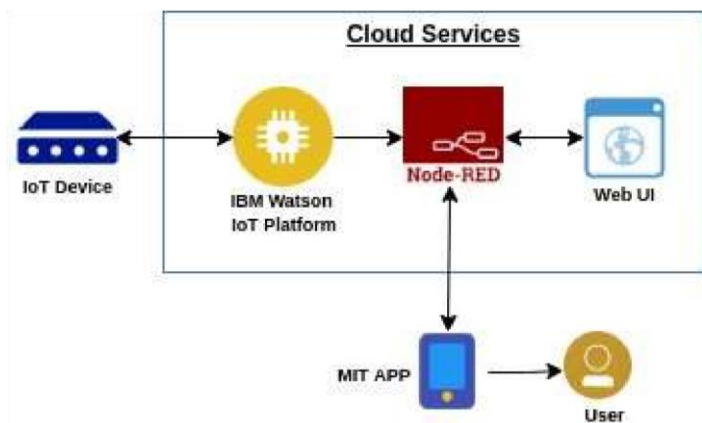 Cloud Services
IoT Device
IBM Watson
IoT Platform
Node-RED
Web UI
MIT APP
User